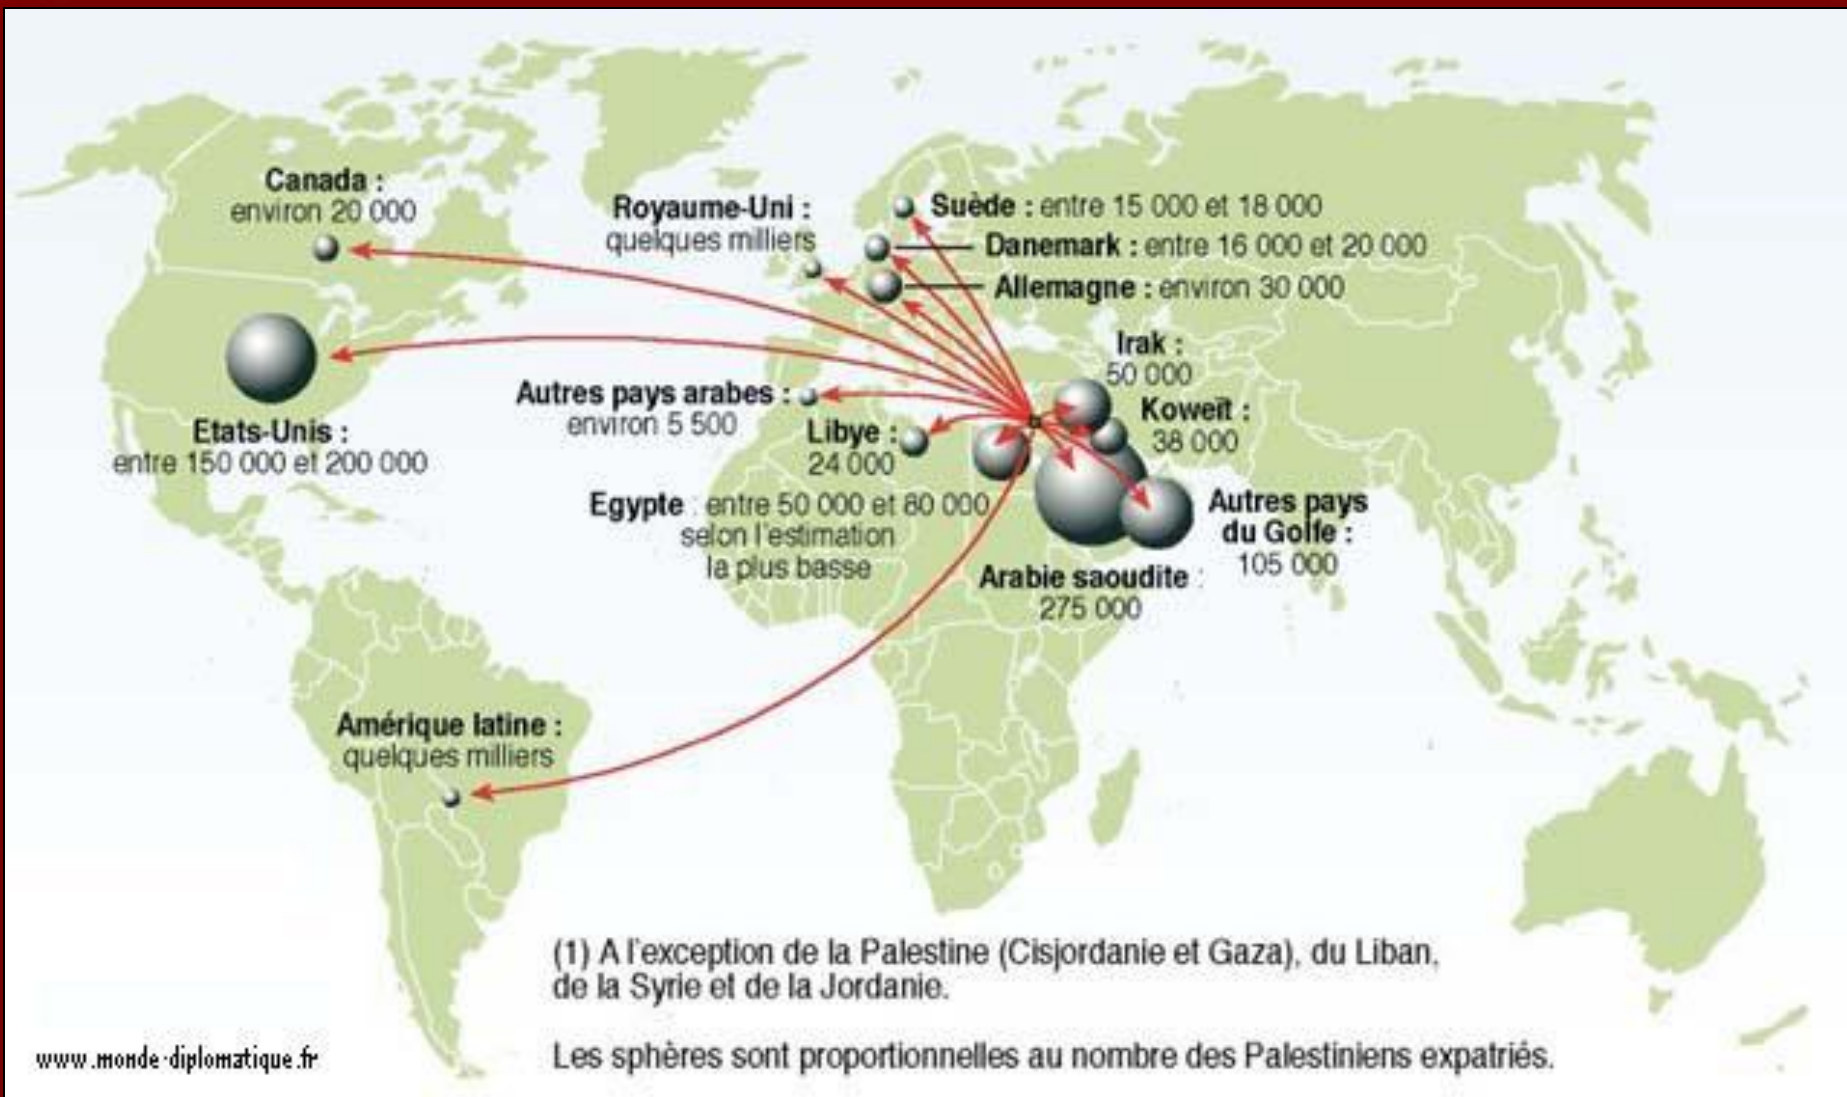 Canada :
environ 20 000
Royaume-Uni :
quelques milliers
Suède : entre 15 000 et 18 000
Danemark : entre 16 000 et 20 000
Allemagne : environ 30 000
Irak :
50 000
Koweït :
38 000
Autres pays arabes :
environ 5 500
Libye :
24 000
Etats-Unis :
entre 150 000 et 200 000
Egypte : entre 50 000 et 80 000
selon l'estimation
la plus basse
Autres pays
du Golfe :
105 000
Arabie saoudite :
275 000
Amérique latine :
quelques milliers
(1) A l'exception de la Palestine (Cisjordanie et Gaza), du Liban,
de la Syrie et de la Jordanie.
Les sphères sont proportionnelles au nombre des Palestiniens expatriés.
www.monde-diplomatique.fr